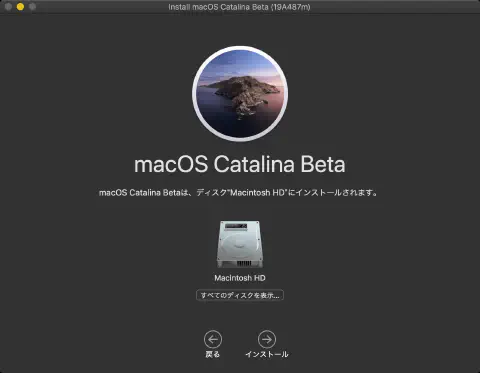 Install macOS Catalina Beta (19A487m)
macOS Catalina Beta
macOS Catalina Betaは、ディスク"Macintosh HD"にインストールされます。
Macintosh HD
すべてのディスクを表示...
戻る
インストール